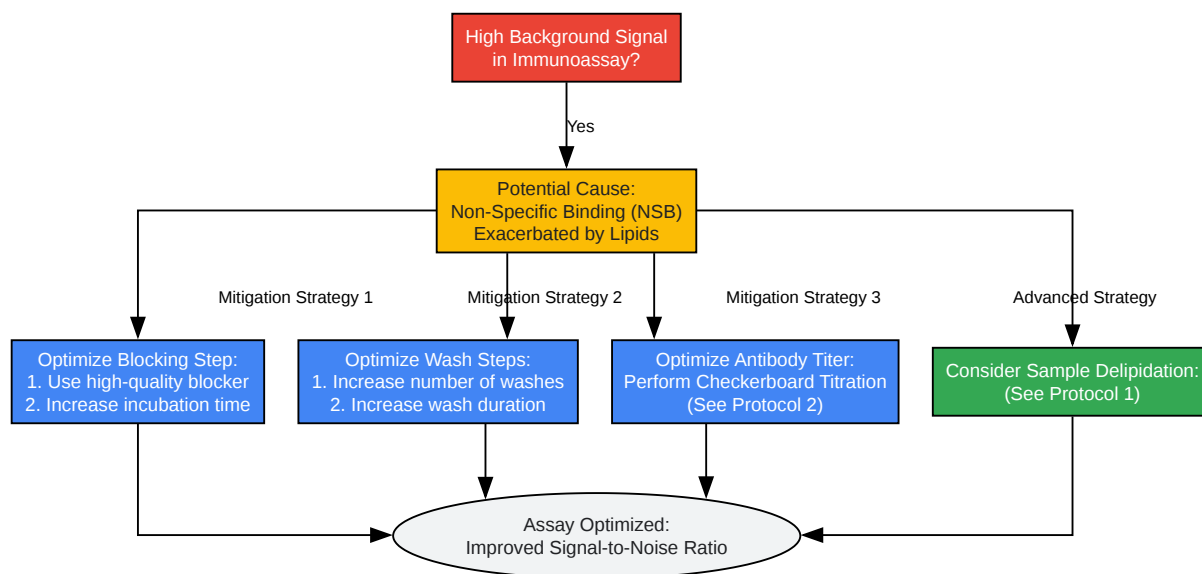 High Background Signal
in Immunoassay?
Yes
Potential Cause:
Non-Specific Binding (NSB)
Exacerbated by Lipids
Mitigation Strategy 1
Mitigation Strategy 2
Mitigation Strategy 3
Advanced Strategy
Optimize Blocking Step:
1. Use high-quality blocker
2. Increase incubation time
Optimize Wash Steps:
1. Increase number of washes
2. Increase wash duration
Optimize Antibody Titer:
Perform Checkerboard Titration
(See Protocol 2)
Consider Sample Delipidation:
(See Protocol 1)
Assay Optimized:
Improved Signal-to-Noise Ratio